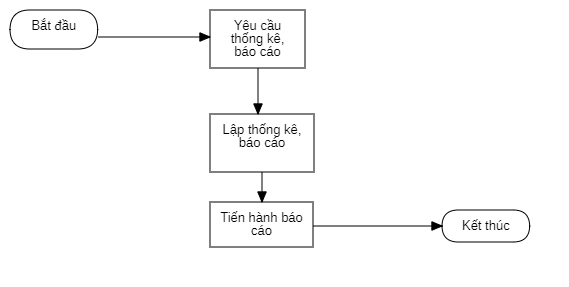 Bắt đầu
Yêu cầu
thống kê,
báo cáo
Lập thống kê,
báo cáo
Tiến hành báo
cáo
Kết thúc